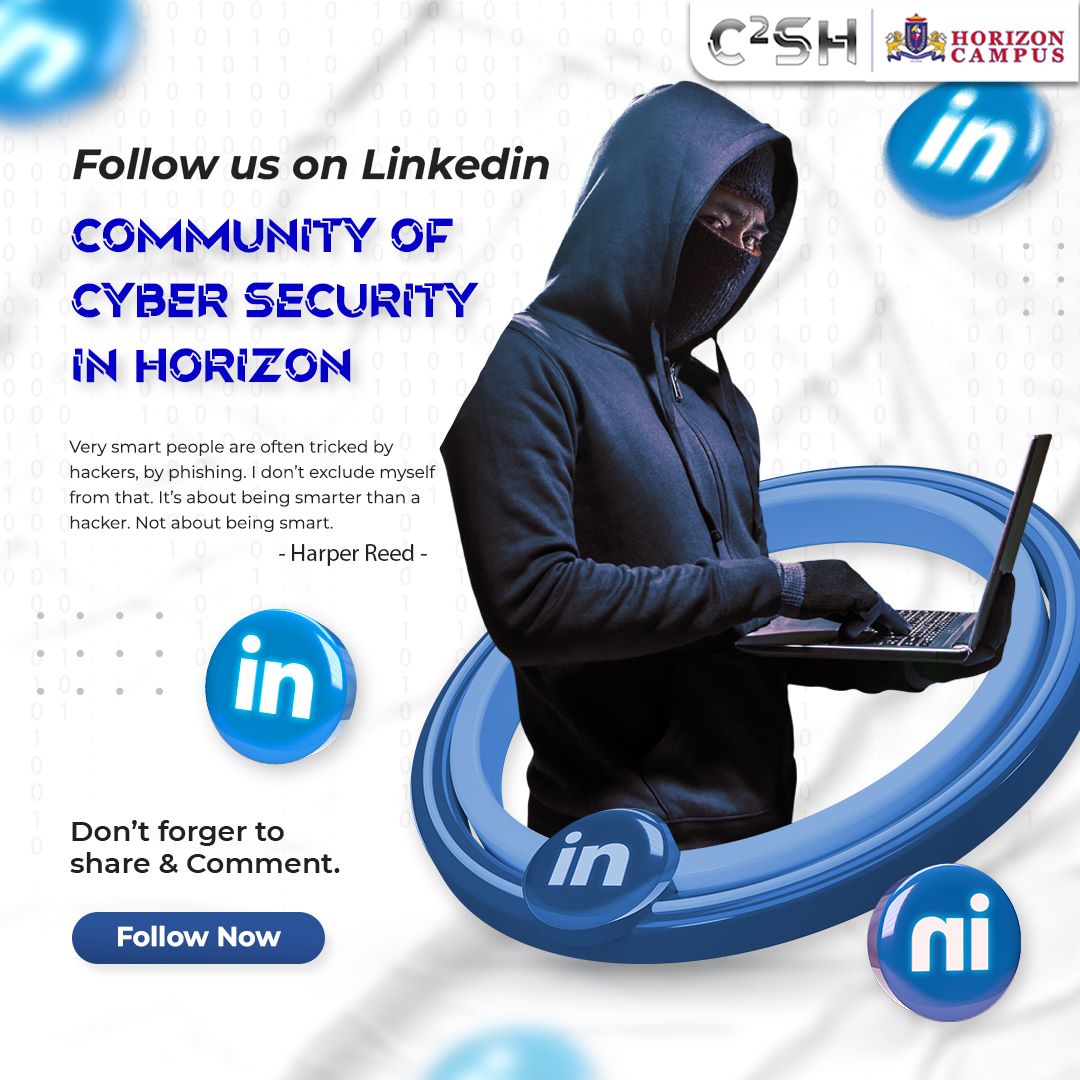 C²SH
HORIZON
CAMPUS
in
in
Follow us on Linkedin
COMMUNITY OF
CYBER SECURITY
IN HORIZON
Very smart people are often tricked by
hackers, by phishing. I don’t exclude myself
from that. It’s about being smarter than a
hacker. Not about being smart.
- Harper Reed -
in
Don’t forger to
share & Comment.
in
in
Follow Now